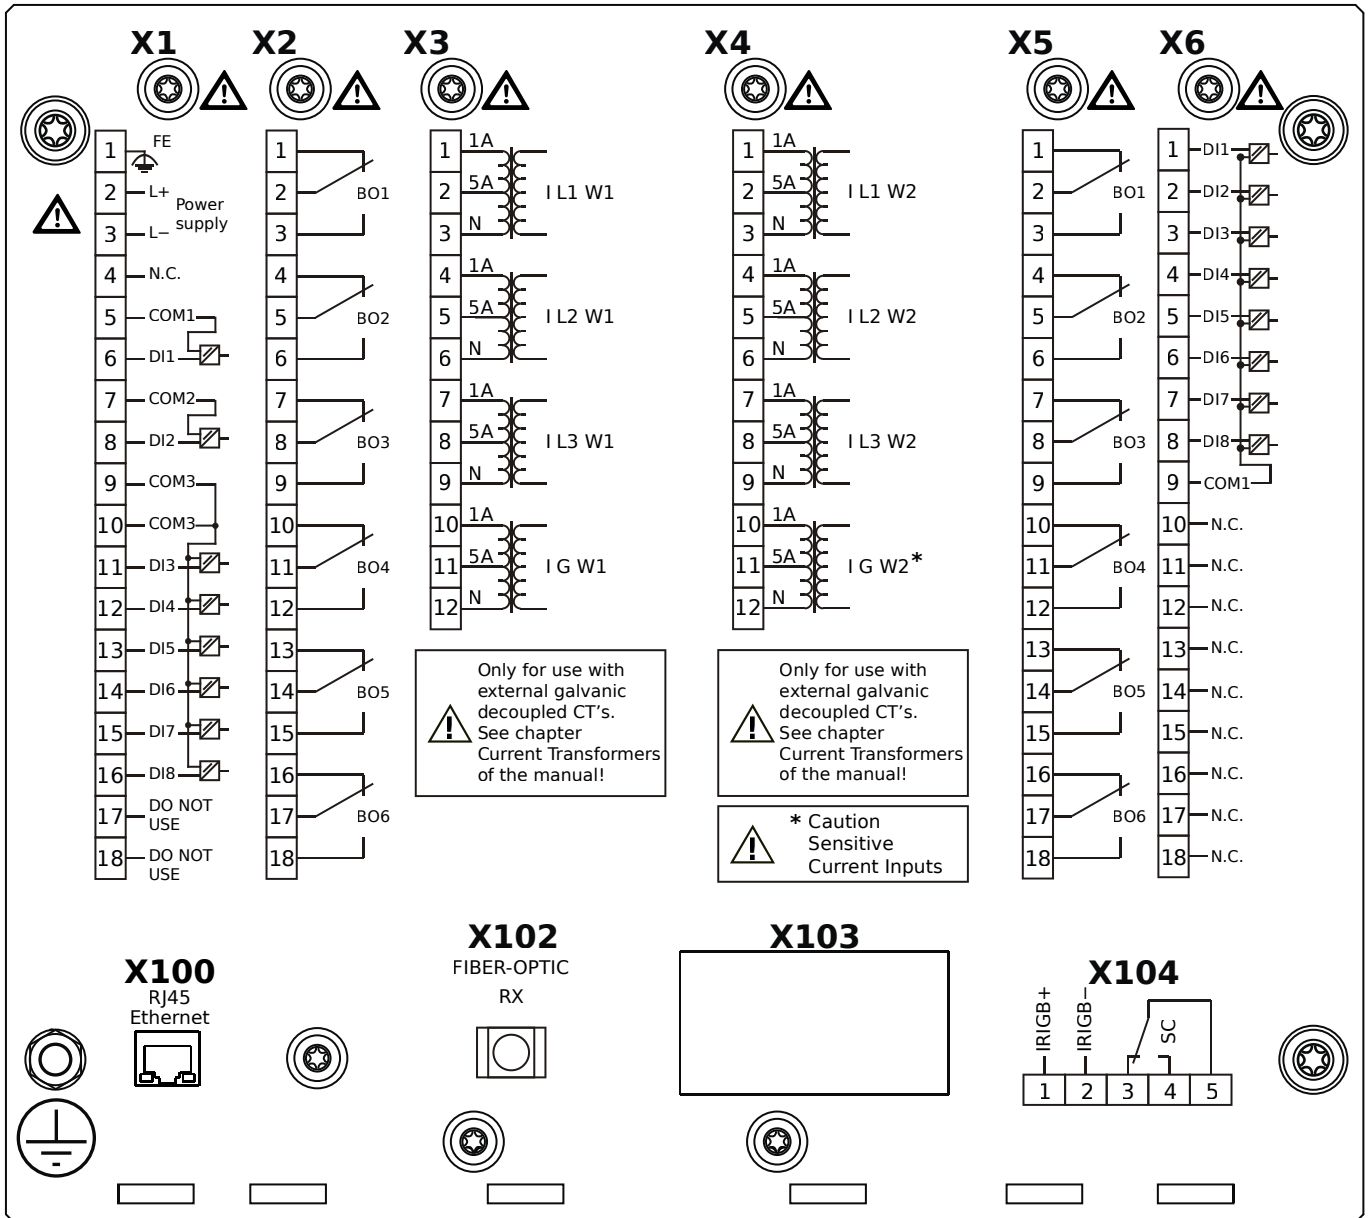 X1
X2
X3
X4
X5
X6
1 FE
2 L+
Power
supply
3 L−
4 N.C.
5 COM1
6 DI1
7 COM2
8 DI2
9 COM3
10 COM3
11 DI3
12 DI4
13 DI5
14 DI6
15 DI7
16 DI8
17 DO NOT
USE
18 DO NOT
USE
1
2 BO1
3
4
5 BO2
6
7
8 BO3
9
10
11 BO4
12
13
14 BO5
15
16
17 BO6
18
1 1A
2 5A I L1 W1
3 N
4 1A
5 5A I L2 W1
6 N
7 1A
8 5A I L3 W1
9 N
10 1A
11 5A I G W1
12 N
Only for use with
external galvanic
decoupled CT's.
See chapter
Current Transformers
of the manual!
1 1A
2 5A I L1 W2
3 N
4 1A
5 5A I L2 W2
6 N
7 1A
8 5A I L3 W2
9 N
10 1A
11 5A I G W2*
12 N
Only for use with
external galvanic
decoupled CT's.
See chapter
Current Transformers
of the manual!
* Caution
Sensitive
Current Inputs
1
2 BO1
3
4
5 BO2
6
7
8 BO3
9
10
11 BO4
12
13
14 BO5
15
16
17 BO6
18
1 DI1
2 DI2
3 DI3
4 DI4
5 DI5
6 DI6
7 DI7
8 DI8
9 COM1
10 N.C.
11 N.C.
12 N.C.
13 N.C.
14 N.C.
15 N.C.
16 N.C.
17 N.C.
18 N.C.
X100
RJ45
Ethernet
X102
FIBER-OPTIC
RX
X103
X104
IRIGB+
IRIGB−
SC
1 2 3 4 5